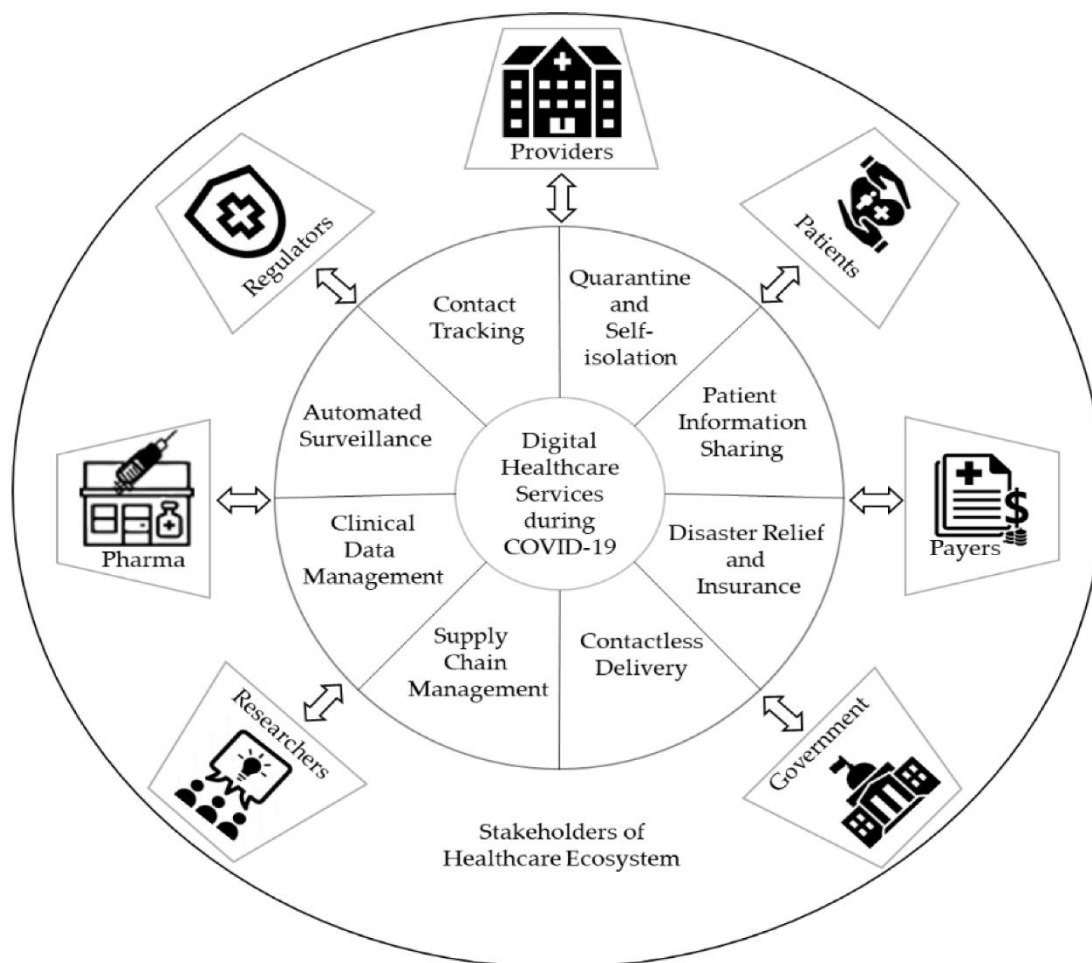 Providers
Regulators
Patients
Contact
Tracking
Quarantine
and
Self-
isolation
Automated
Surveillance
Patient
Information
Sharing
Digital
Healthcare
Services
during
COVID-19
Pharma
Payers
$
Clinical
Data
Management
Disaster Relief
and
Insurance
Supply
Chain
Management
Contactless
Delivery
Researchers
Government
Stakeholders of
Healthcare Ecosystem